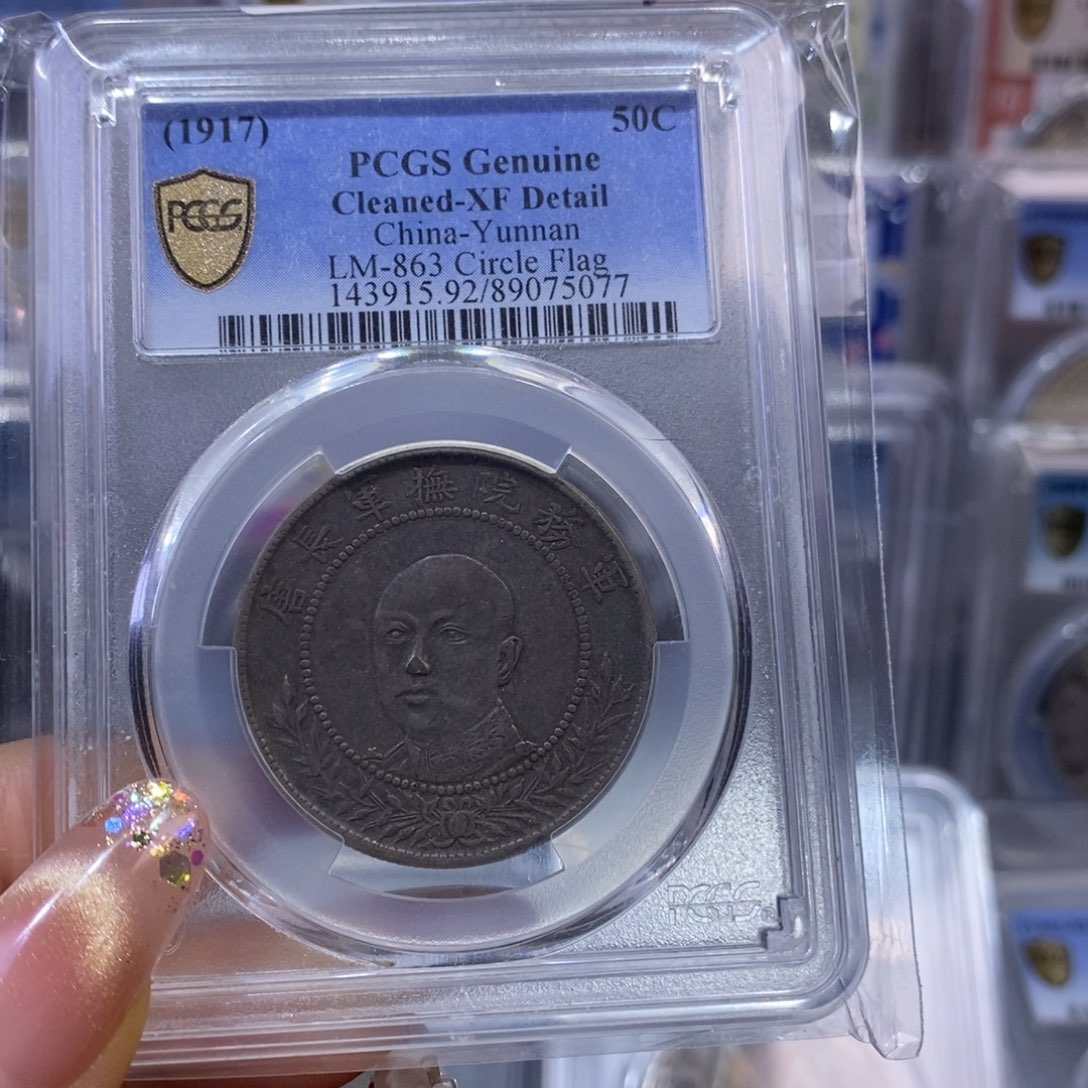 (1917)
50C
PCGS Genuine
Cleaned-XF Detail
China-Yunnan
LM-863 Circle Flag
143915.92/89075077
PCGS
軍務院撫軍長唐
PCGS